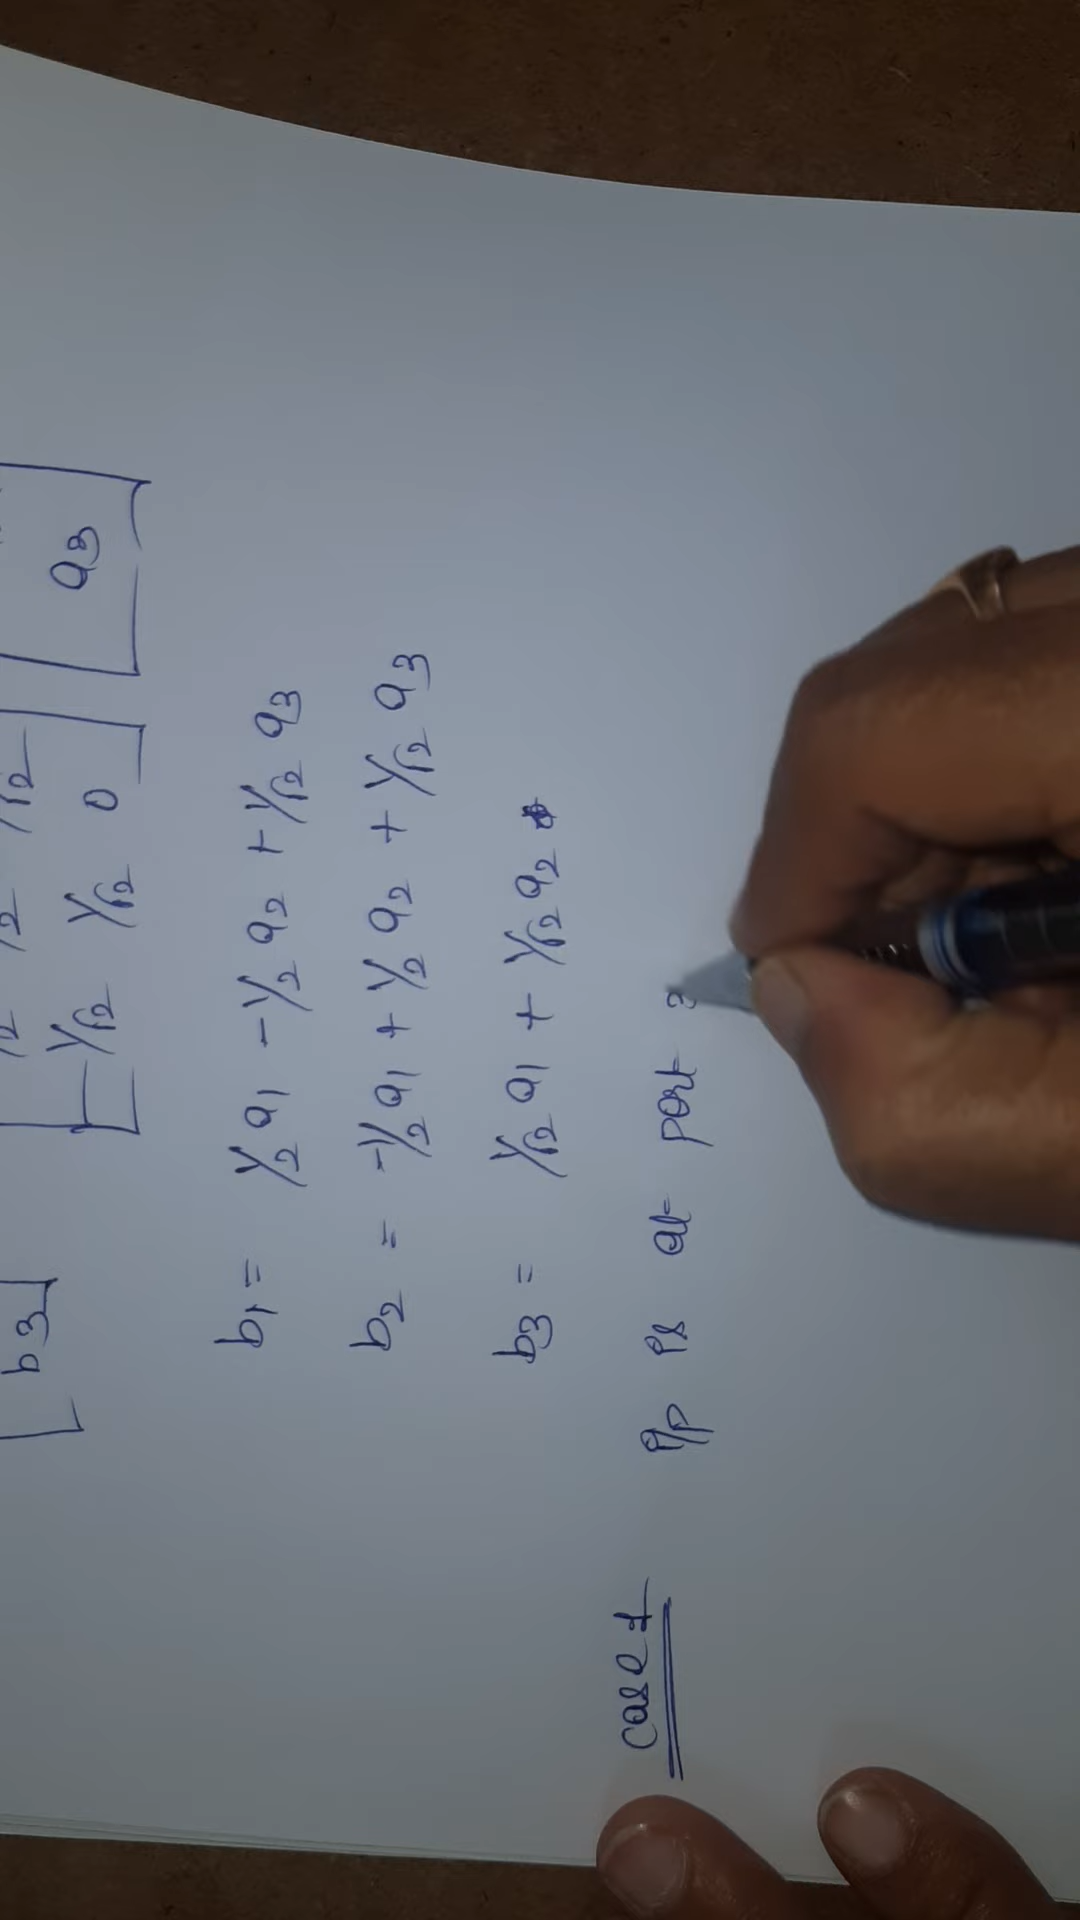 [b3] 1/√2 1/√2 0 a3
b1 = 1/2 a1 - 1/2 a2 + 1/√2 a3
b2 = -1/2 a1 + 1/2 a2 + 1/√2 a3
b3 = 1/√2 a1 + 1/√2 a2
case 1 i/p is at port 3